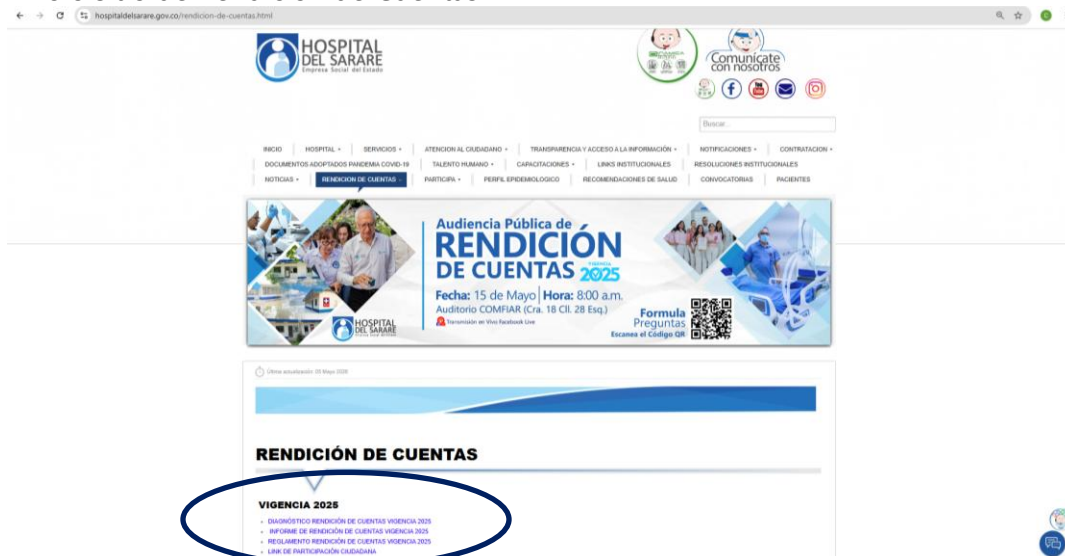 hospitaldelsarare.gov.co/rendicion-de-cuentas.html
HOSPITAL
DEL SARARE
Empresa Social del Estado
Comunícate
con nosotros
Buscar...
INICIO HOSPITAL SERVICIOS ATENCION AL CIUDADANO TRANSPARENCIA Y ACCESO A LA INFORMACIÓN NOTIFICACIONES CONTRATACION
DOCUMENTOS ADOPTADOS PANDEMIA COVID-19 TALENTO HUMANO CAPACITACIONES LINKS INSTITUCIONALES RESOLUCIONES INSTITUCIONALES
NOTICIAS RENDICION DE CUENTAS PARTICIPA PERFIL EPIDEMIOLOGICO RECOMENDACIONES DE SALUD CONVOCATORIAS PACIENTES
Audiencia Pública de
RENDICIÓN
DE CUENTAS VIGENCIA 2025
Fecha: 15 de Mayo Hora: 8:00 a.m.
Auditorio COMFIAR (Cra. 18 Cll. 28 Esq.)
Transmisión en Vivo Facebook Live
Formula
Preguntas
Escanea el Código QR
HOSPITAL
DEL SARARE
RENDICIÓN DE CUENTAS
VIGENCIA 2025
DIAGNÓSTICO RENDICIÓN DE CUENTAS VIGENCIA 2025
INFORME DE RENDICIÓN DE CUENTAS VIGENCIA 2025
REGLAMENTO RENDICIÓN DE CUENTAS VIGENCIA 2025
LINK DE PARTICIPACIÓN CIUDADANA